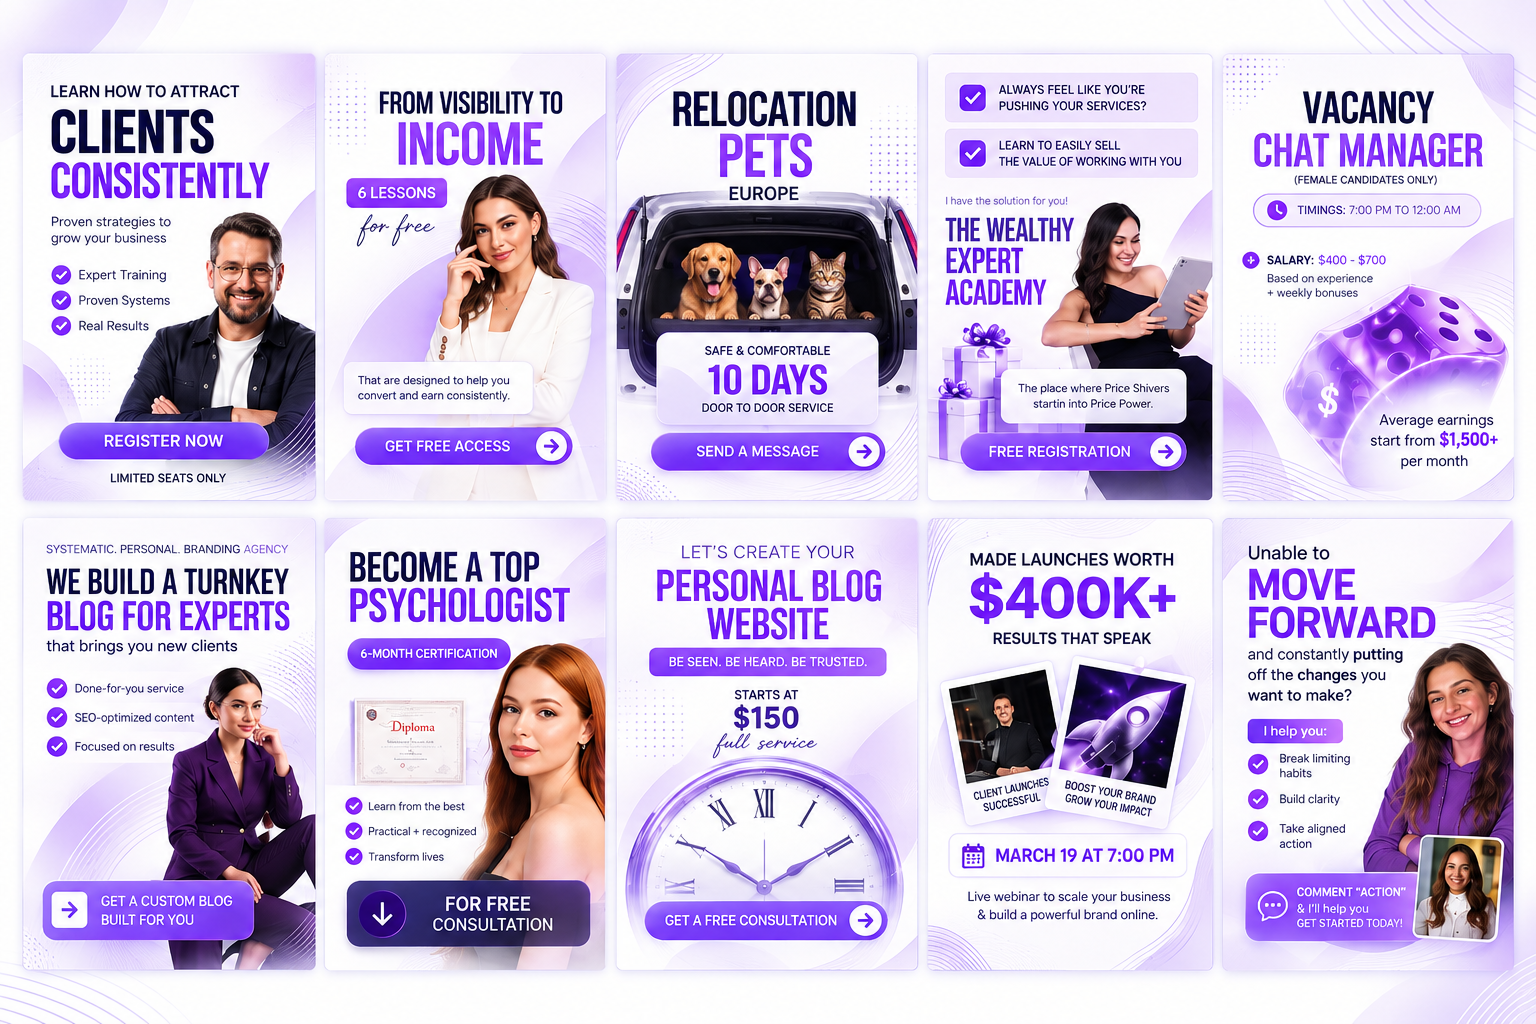 LEARN HOW TO ATTRACT
CLIENTS
CONSISTENTLY
Proven strategies to
grow your business
Expert Training
Proven Systems
Real Results
REGISTER NOW
LIMITED SEATS ONLY
FROM VISIBILITY TO
INCOME
6 LESSONS
for free
That are designed to help you
convert and earn consistently.
GET FREE ACCESS
RELOCATION
PETS
EUROPE
SAFE & COMFORTABLE
10 DAYS
DOOR TO DOOR SERVICE
SEND A MESSAGE
ALWAYS FEEL LIKE YOU'RE
PUSHING YOUR SERVICES?
LEARN TO EASILY SELL
THE VALUE OF WORKING WITH YOU
I have the solution for you!
THE WEALTHY
EXPERT
ACADEMY
The place where Price Shivers
startin into Price Power.
FREE REGISTRATION
VACANCY
CHAT MANAGER
(FEMALE CANDIDATES ONLY)
TIMINGS: 7:00 PM TO 12:00 AM
SALARY: $400 - $700
Based on experience
+ weekly bonuses
$
Average earnings
start from $1,500+
per month
SYSTEMATIC. PERSONAL. BRANDING AGENCY
WE BUILD A TURNKEY
BLOG FOR EXPERTS
that brings you new clients
Done-for-you service
SEO-optimized content
Focused on results
GET A CUSTOM BLOG
BUILT FOR YOU
BECOME A TOP
PSYCHOLOGIST
6-MONTH CERTIFICATION
Diploma
Learn from the best
Practical + recognized
Transform lives
FOR FREE
CONSULTATION
LET'S CREATE YOUR
PERSONAL BLOG
WEBSITE
BE SEEN. BE HEARD. BE TRUSTED.
STARTS AT
$150
full service
XI XII I
X II
IX III
GET A FREE CONSULTATION
MADE LAUNCHES WORTH
$400K+
RESULTS THAT SPEAK
CLIENT LAUNCHES
SUCCESSFUL
BOOST YOUR BRAND
GROW YOUR IMPACT
MARCH 19 AT 7:00 PM
Live webinar to scale your business
& build a powerful brand online.
Unable to
MOVE
FORWARD
and constantly putting
off the changes you
want to make?
I help you:
Break limiting
habits
Build clarity
Take aligned
action
COMMENT "ACTION"
& I'll help you
GET STARTED TODAY!